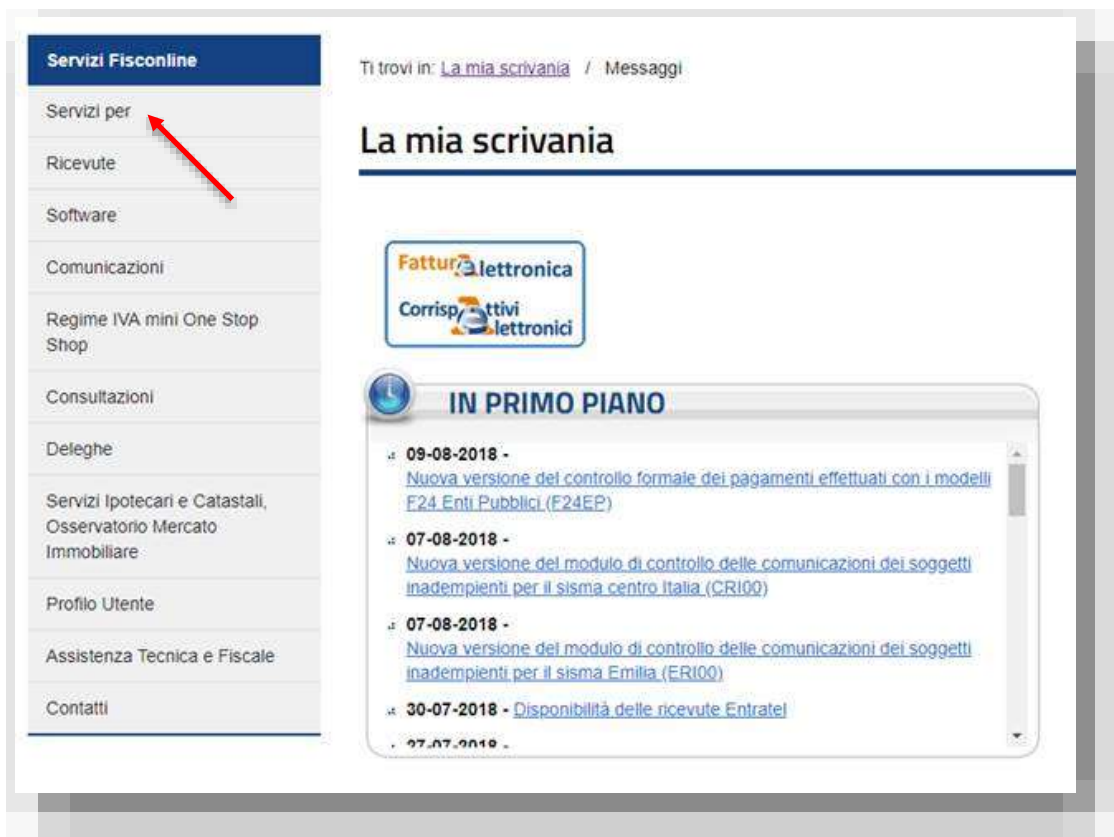 Servizi Fisconline
Servizi per
Ricevute
Software
Comunicazioni
Regime IVA mini One Stop
Shop
Consultazioni
Deleghe
Servizi Ipotecari e Catastali,
Osservatorio Mercato
Immobiliare
Profilo Utente
Assistenza Tecnica e Fiscale
Contatti
Ti trovi in: La mia scrivania / Messaggi
La mia scrivania
Fattur@elettronica
Corrispettivi
elettronici
IN PRIMO PIANO
09-08-2018 -
Nuova versione del controllo formale dei pagamenti effettuati con i modelli
F24 Enti Pubblici (F24EP)
07-08-2018 -
Nuova versione del modulo di controllo delle comunicazioni dei soggetti
inadempienti per il sisma centro Italia (CRI00)
07-08-2018 -
Nuova versione del modulo di controllo delle comunicazioni dei soggetti
inadempienti per il sisma Emilia (ERI00)
30-07-2018 - Disponibilità delle ricevute Entratel
27-07-2018 -